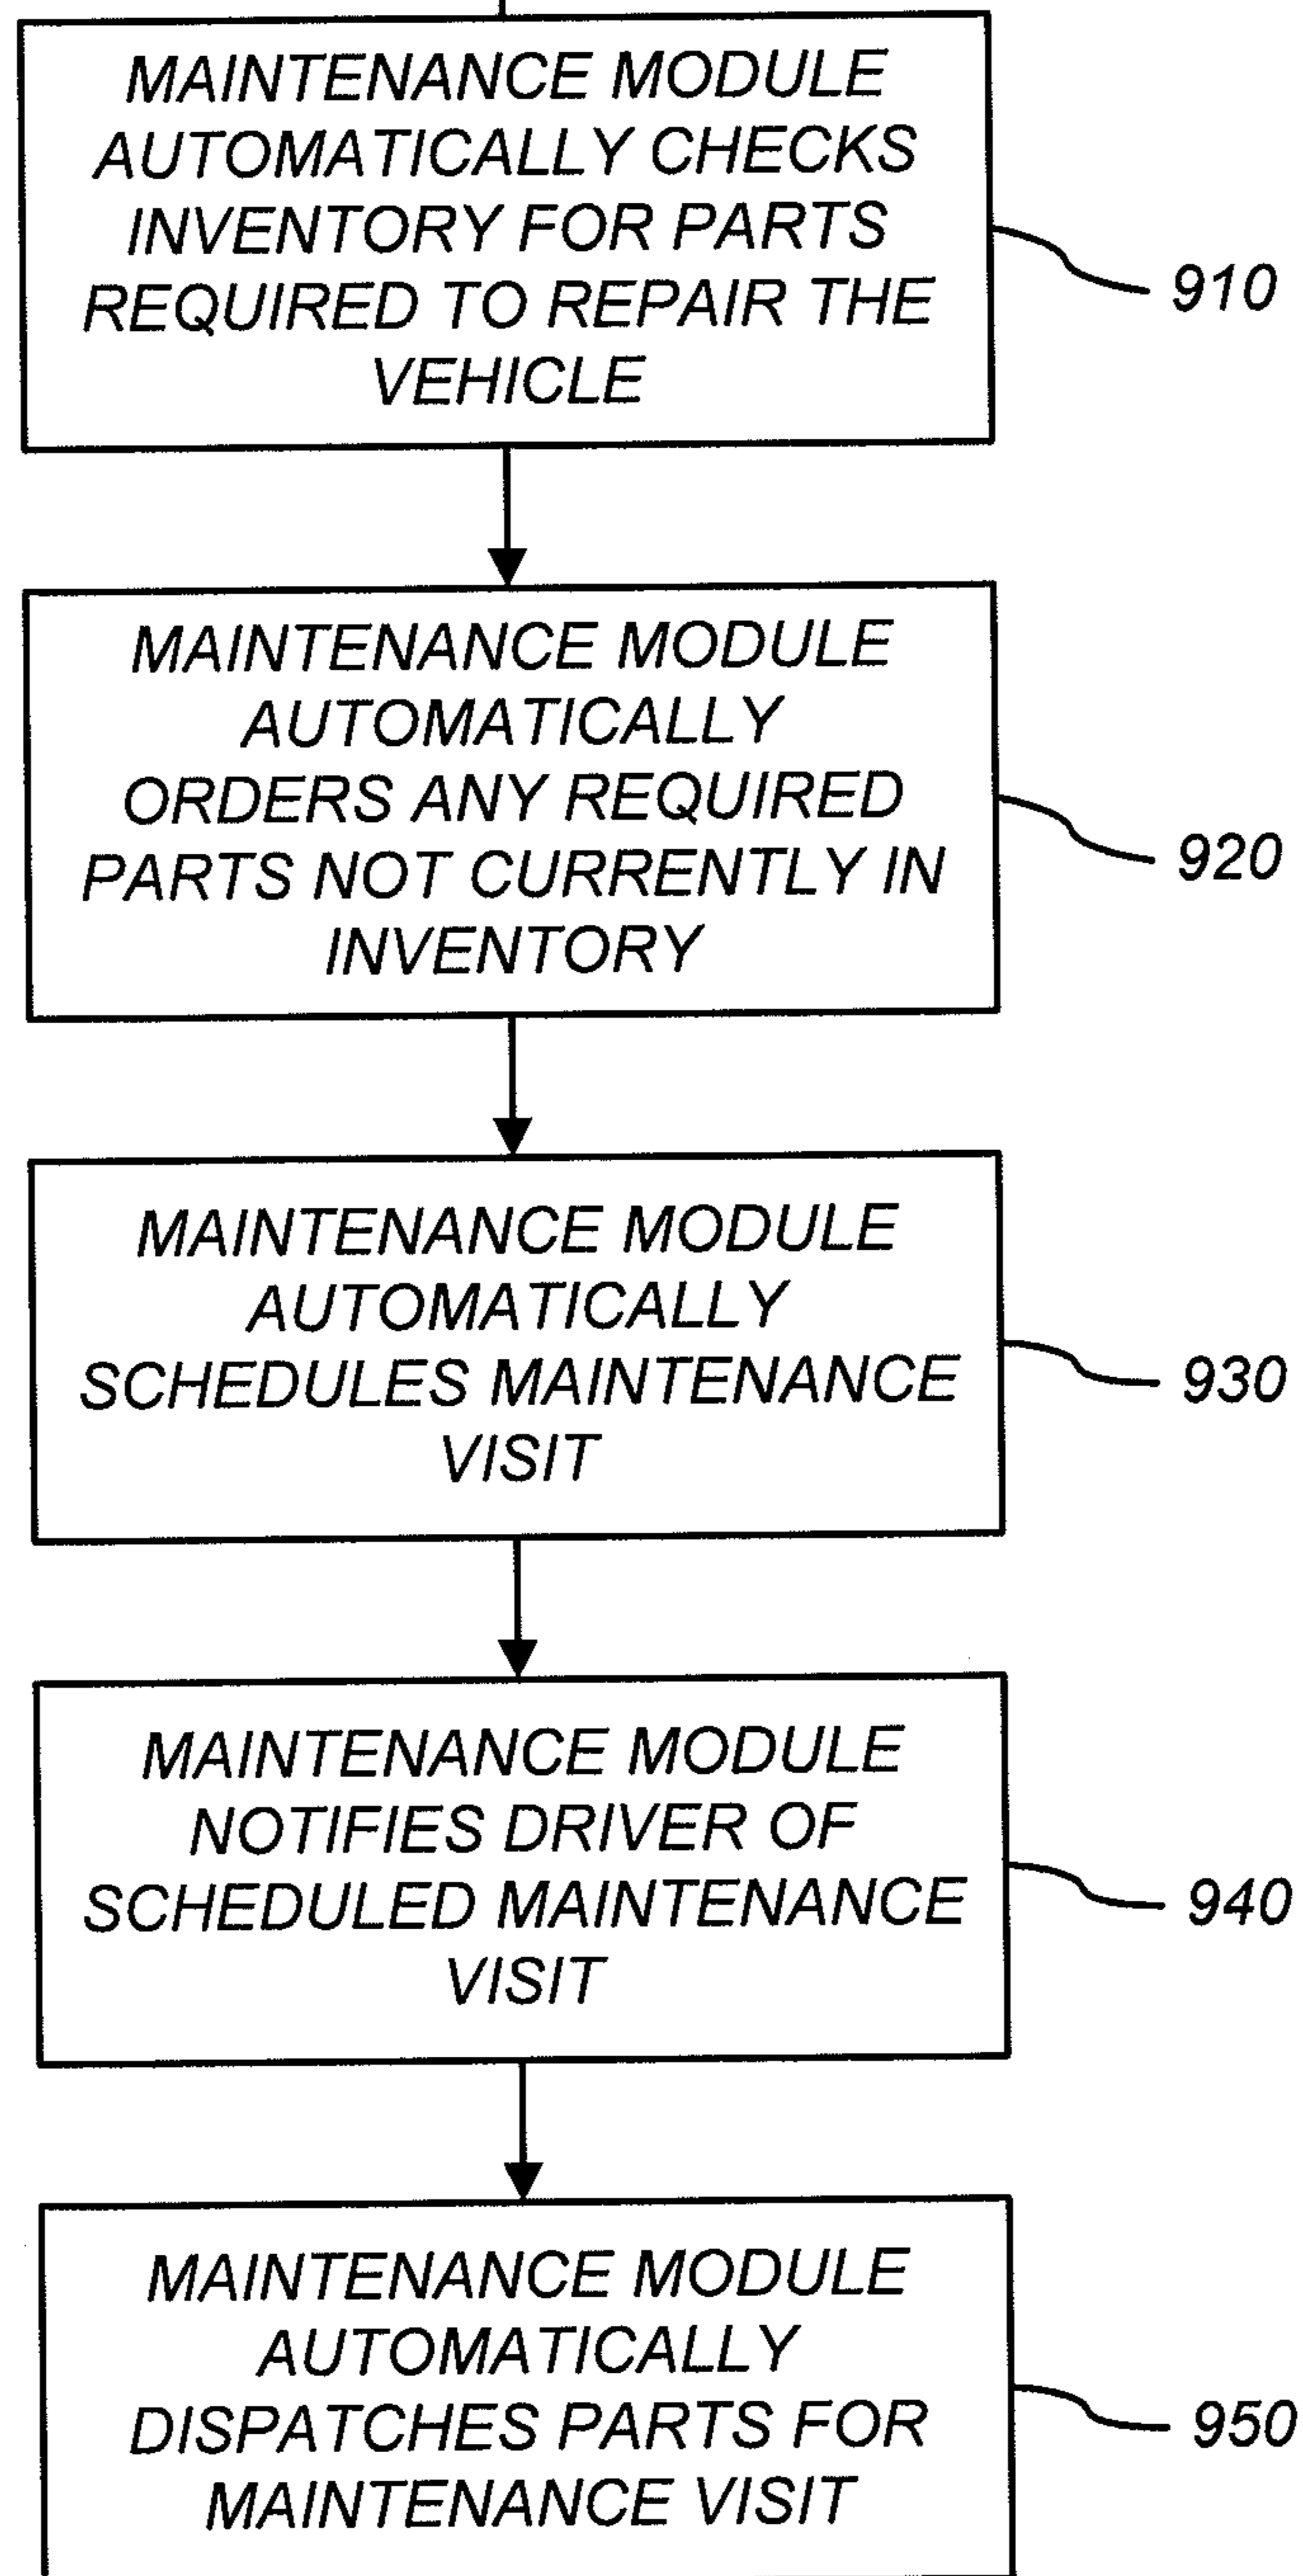 MAINTENANCE MODULE
AUTOMATICALLY CHECKS
INVENTORY FOR PARTS
REQUIRED TO REPAIR THE
VEHICLE
910
MAINTENANCE MODULE
AUTOMATICALLY
ORDERS ANY REQUIRED
PARTS NOT CURRENTLY IN
INVENTORY
920
MAINTENANCE MODULE
AUTOMATICALLY
SCHEDULES MAINTENANCE
VISIT
930
MAINTENANCE MODULE
NOTIFIES DRIVER OF
SCHEDULED MAINTENANCE
VISIT
940
MAINTENANCE MODULE
AUTOMATICALLY
DISPATCHES PARTS FOR
MAINTENANCE VISIT
950